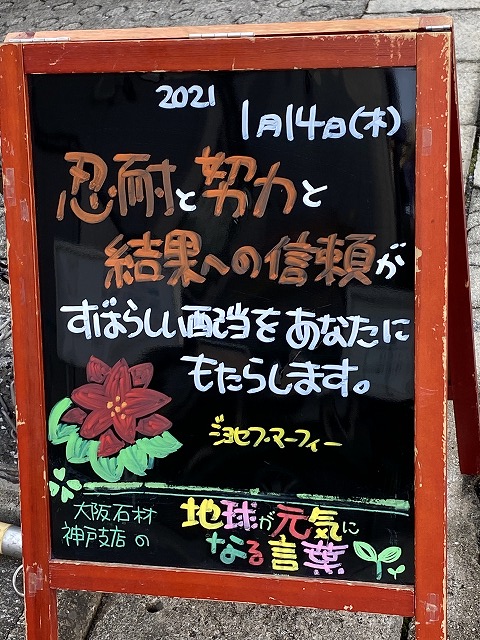 2021
1月14日(木)
忍耐と努力と
結果への信頼が
すばらしい配当をあなたに
もたらします。
ジョセフ・マーフィー
大阪石材
神戸支店の
地球が元気に
なる言葉